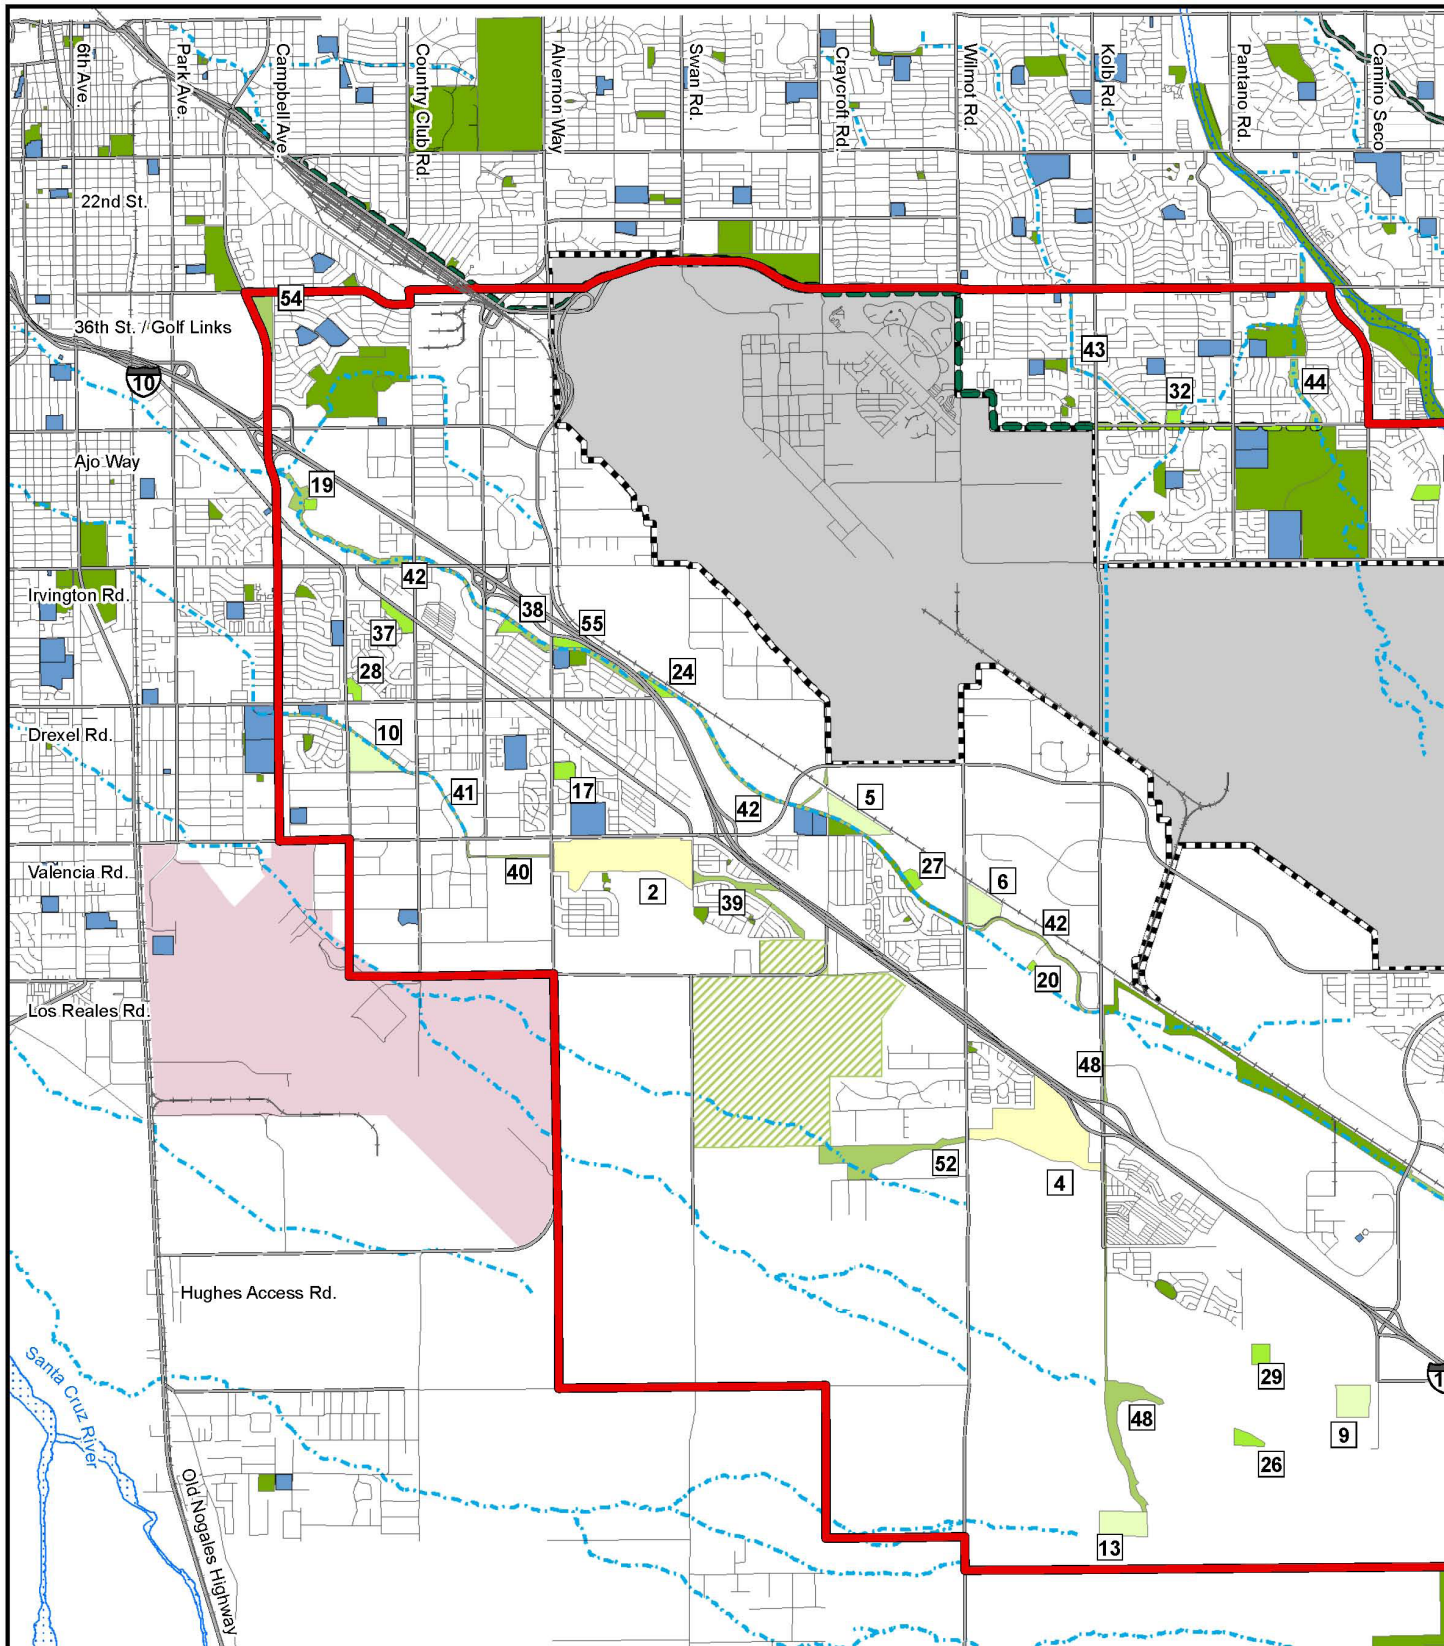 6th Ave.
Park Ave.
Campbell Ave.
Country Club Rd.
Alvernon Way
Swan Rd.
Craycroft Rd.
Wilmot Rd.
Kolb Rd.
Pantano Rd.
Camino Seco
22nd St.
54
36th St. / Golf Links
10
43
32
44
Ajo Way
19
42
38
55
Irvington Rd.
37
28
24
10
Drexel Rd.
41
17
42
5
Valencia Rd.
40
2
39
27
6
42
20
Los Reales Rd.
48
52
4
Hughes Access Rd.
Santa Cruz River
29
48
9
26
Old Nogales Highway
13